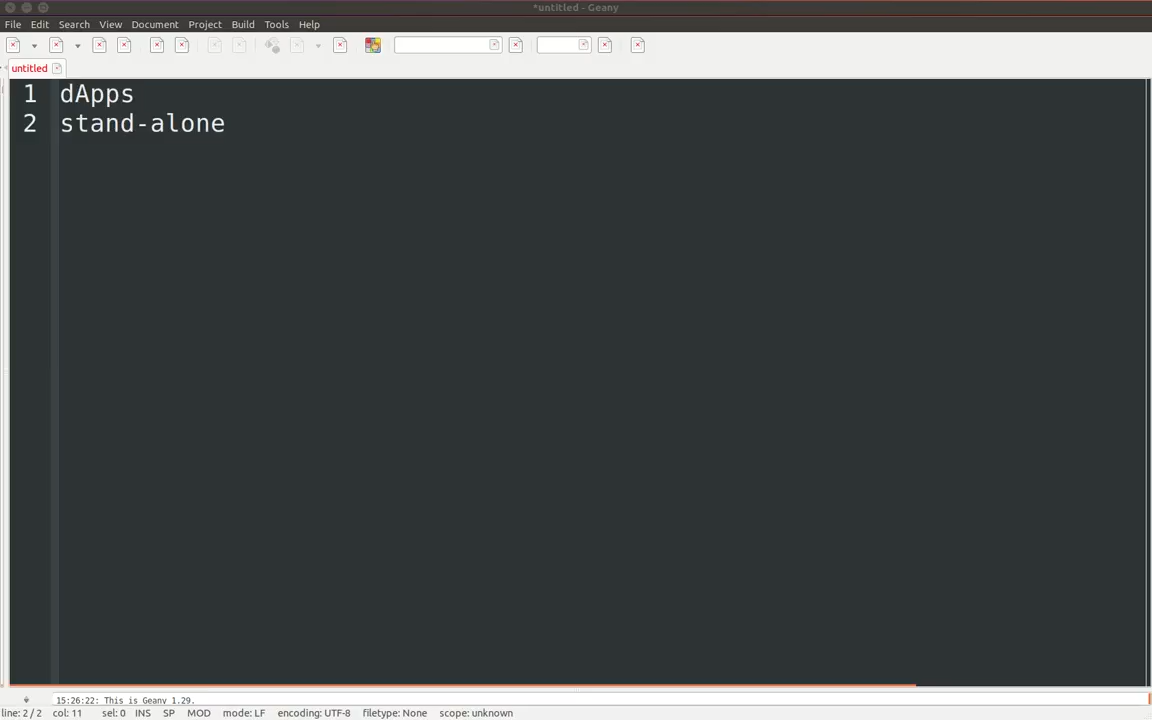 *untitled - Geany
File Edit Search View Document Project Build Tools Help
untitled
1 dApps
2 stand-alone
15:26:22: This is Geany 1.29.
line: 2 / 2 col: 11 sel: 0 INS SP MOD mode: LF encoding: UTF-8 filetype: None scope: unknown